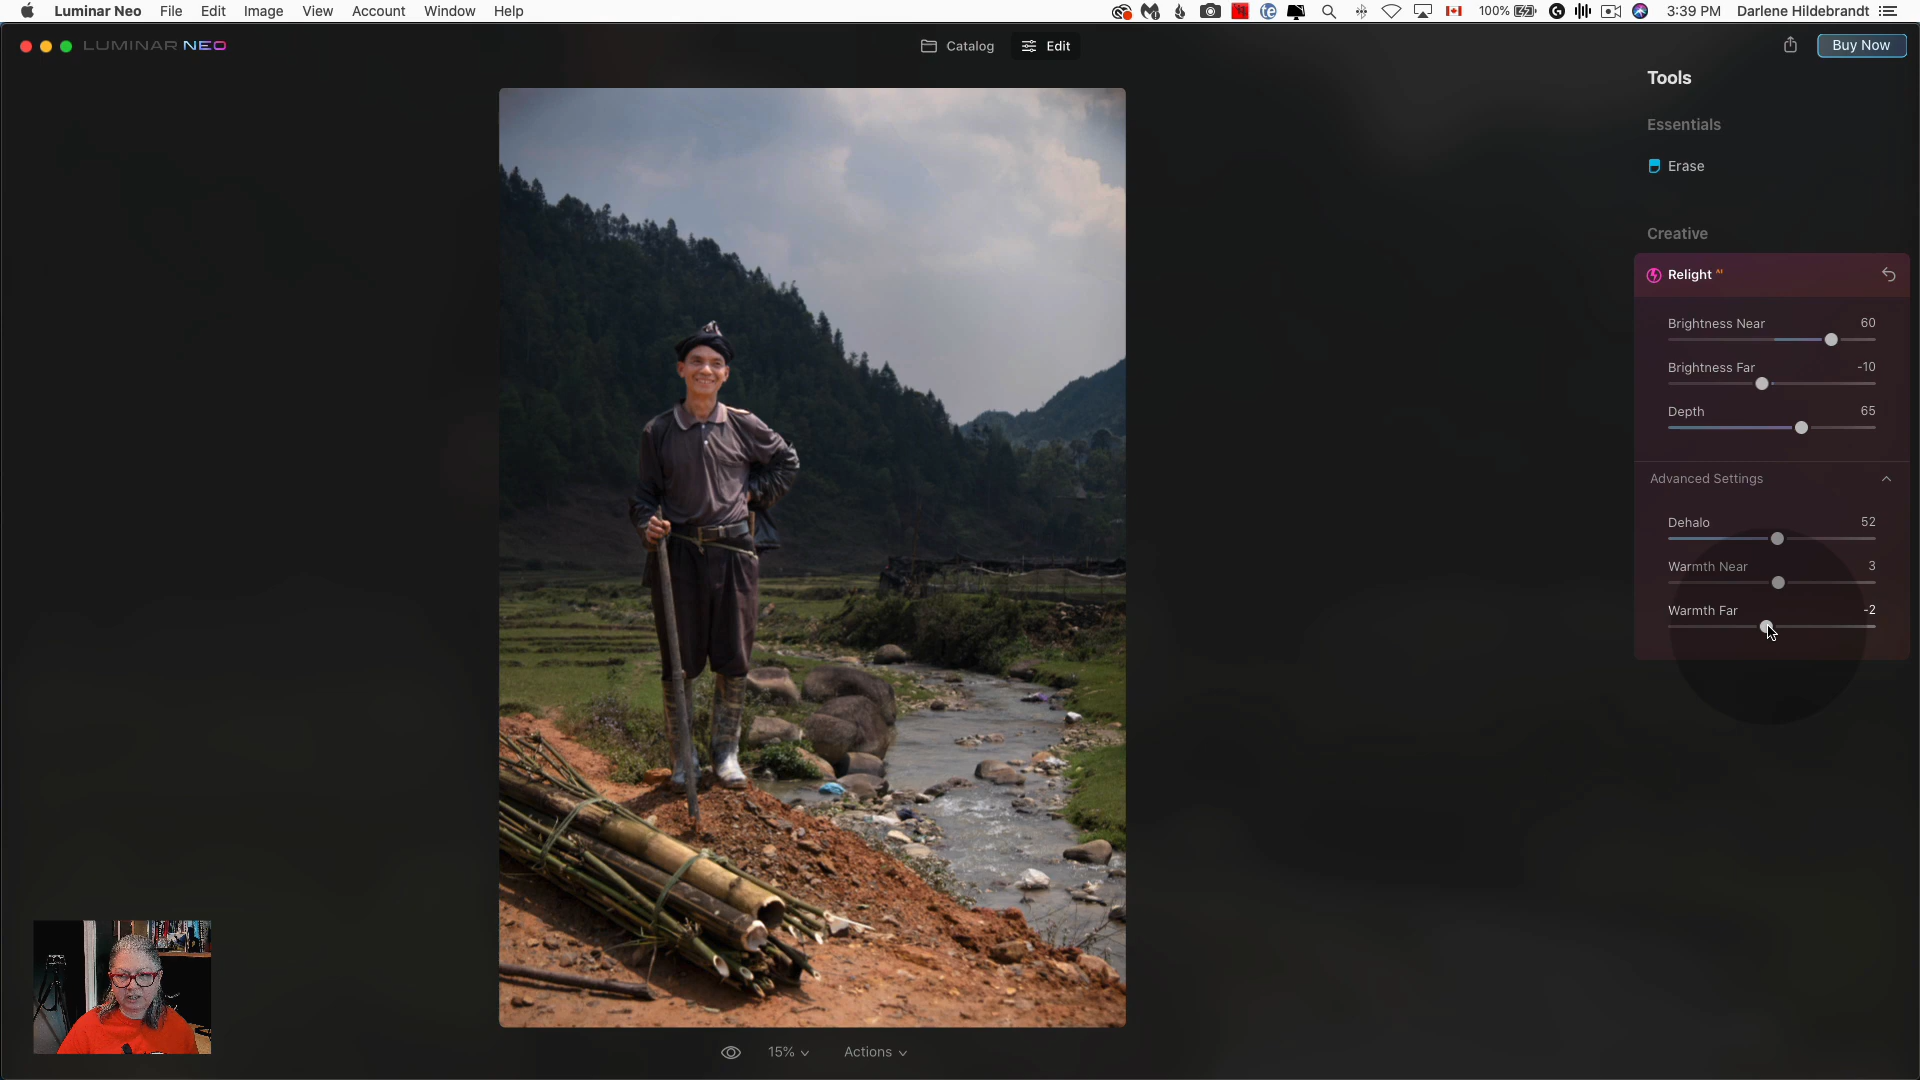 Luminar Neo File Edit Image View Account Window Help 100% 3:39 PM Darlene Hildebrandt
LUMINAR NEO Catalog Edit Buy Now
Tools
Essentials
Erase
Creative
Relight AI
Brightness Near 60
Brightness Far -10
Depth 65
Advanced Settings
Dehalo 52
Warmth Near 3
Warmth Far -2
15% Actions